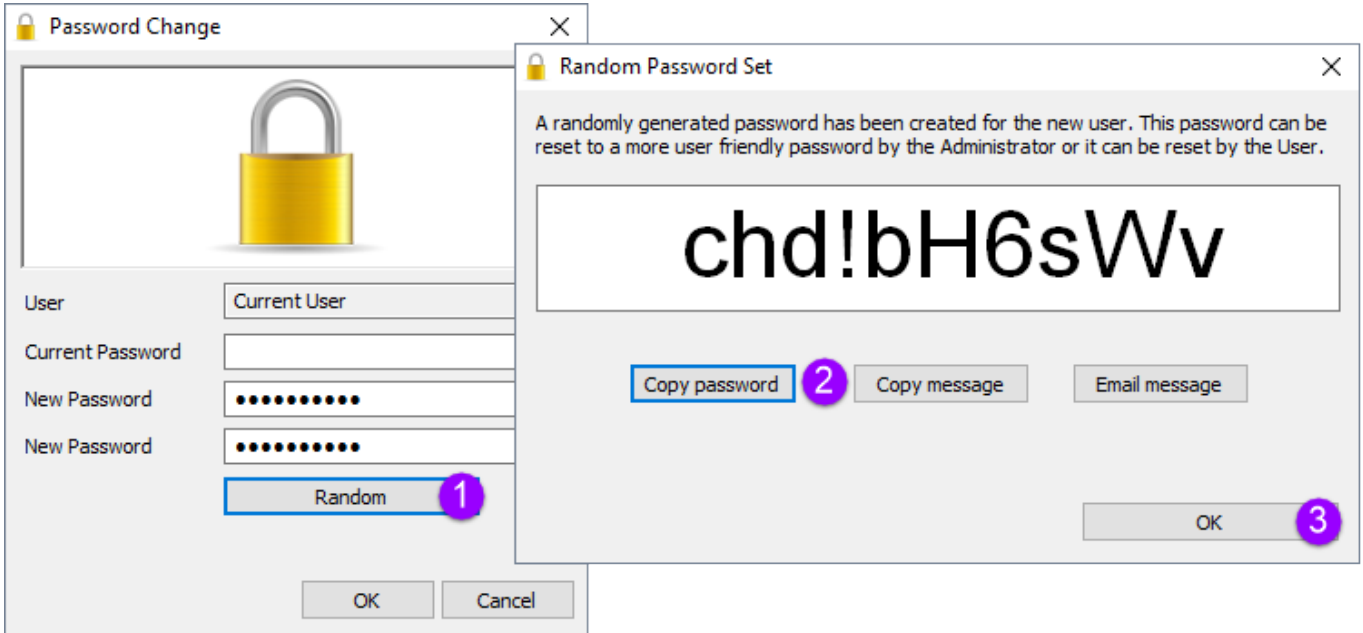 Password Change
User
Current User
Current Password
New Password
••••••••••
New Password
••••••••••
Random
1
OK
Cancel
Random Password Set
A randomly generated password has been created for the new user. This password can be
reset to a more user friendly password by the Administrator or it can be reset by the User.
chd!bH6sWv
Copy password
2
Copy message
Email message
OK
3